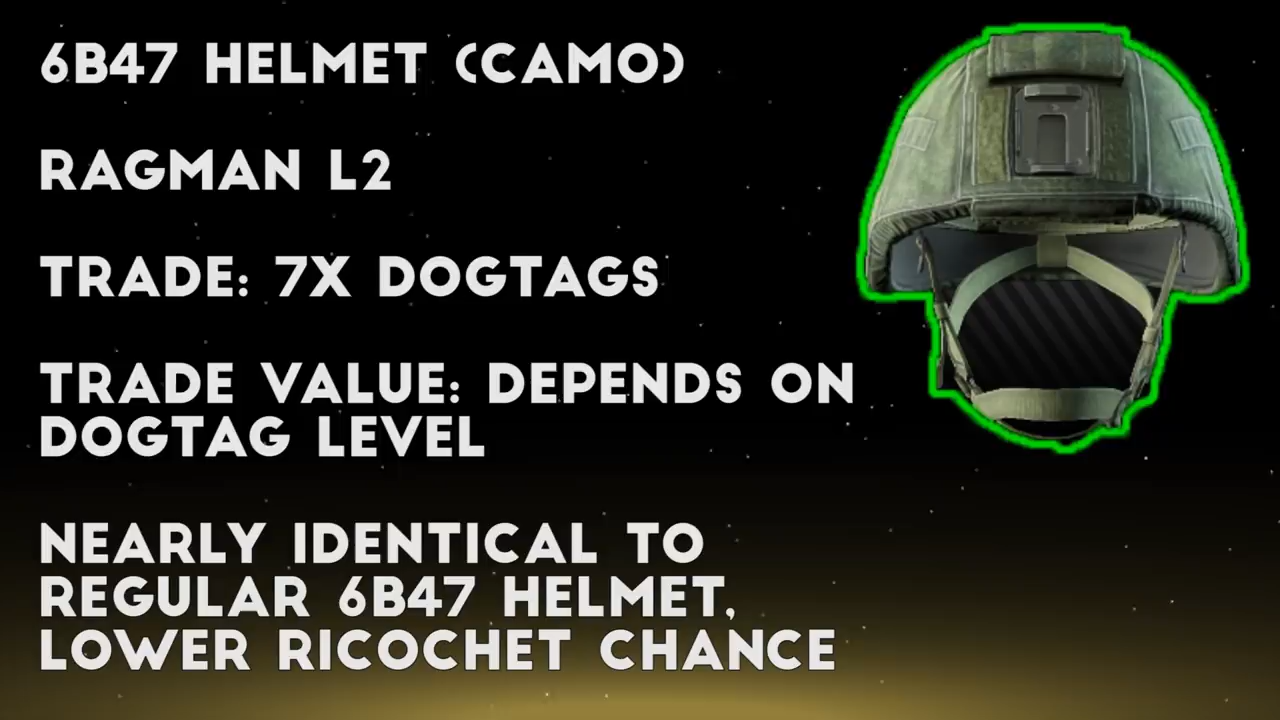 6B47 HELMET (CAMO)
RAGMAN L2
TRADE: 7X DOGTAGS
TRADE VALUE: DEPENDS ON
DOGTAG LEVEL
NEARLY IDENTICAL TO
REGULAR 6B47 HELMET,
LOWER RICOCHET CHANCE